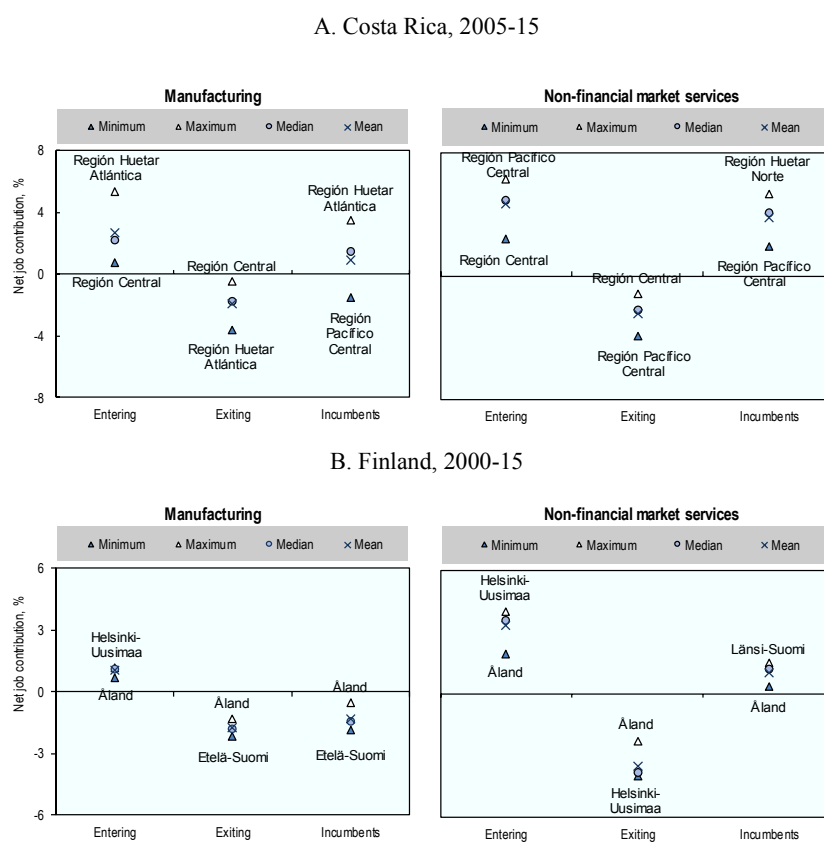 A. Costa Rica, 2005-15
Manufacturing
Minimum Maximum Median Mean
Net job contribution, %
8
4
0
-4
-8
Región Huetar
Atlántica
Región Central
Región Central
Región Huetar
Atlántica
Región Huetar
Atlántica
Región
Pacífico
Central
Entering Exiting Incumbents
Non-financial market services
Minimum Maximum Median Mean
Región Pacífico
Central
Región Central
Región Central
Región Pacífico
Central
Región Huetar
Norte
Región Pacífico
Central
Entering Exiting Incumbents
B. Finland, 2000-15
Manufacturing
Minimum Maximum Median Mean
Net job contribution, %
6
3
0
-3
-6
Helsinki-
Uusimaa
Åland
Åland
Etelä-Suomi
Åland
Etelä-Suomi
Entering Exiting Incumbents
Non-financial market services
Minimum Maximum Median Mean
Helsinki-
Uusimaa
Åland
Åland
Helsinki-
Uusimaa
Länsi-Suomi
Åland
Entering Exiting Incumbents